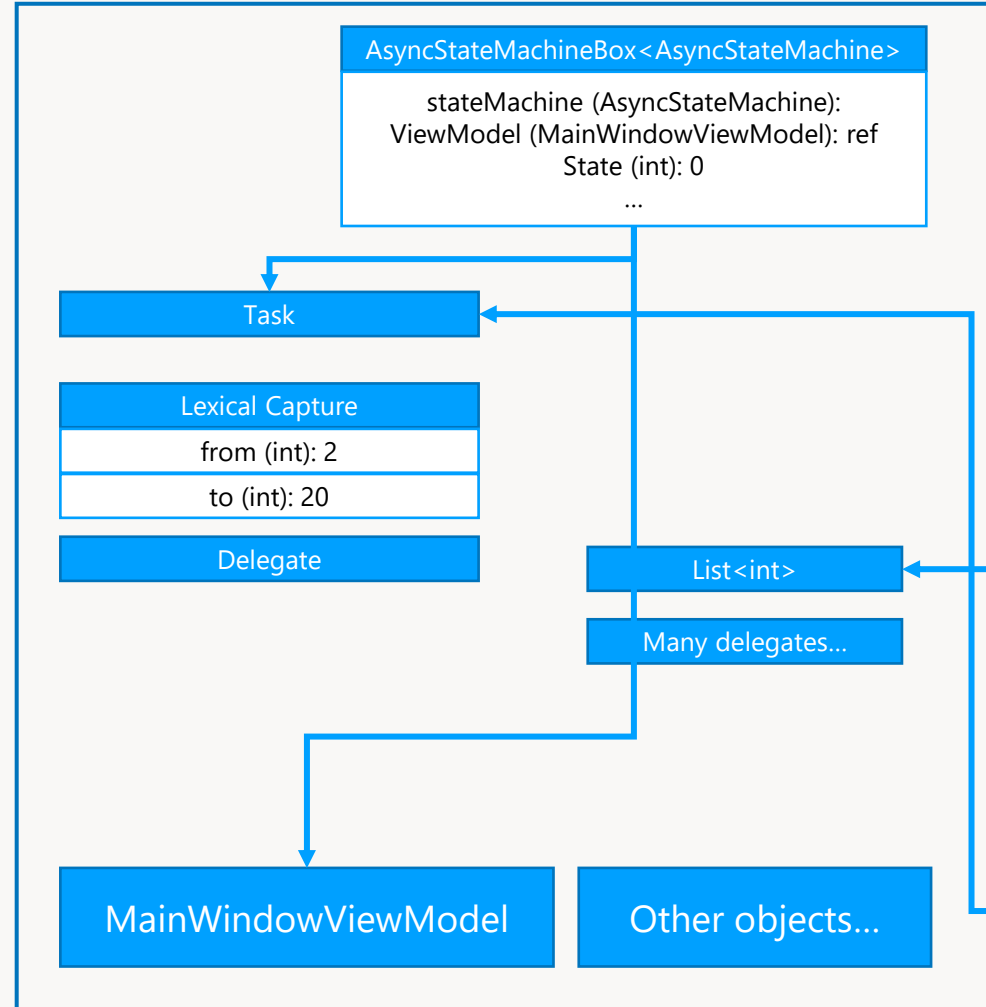 AsyncStateMachineBox<AsyncStateMachine>
stateMachine (AsyncStateMachine):
ViewModel (MainWindowViewModel): ref
State (int): 0
...
Task
Lexical Capture
from (int): 2
to (int): 20
Delegate
List<int>
Many delegates...
MainWindowViewModel
Other objects...